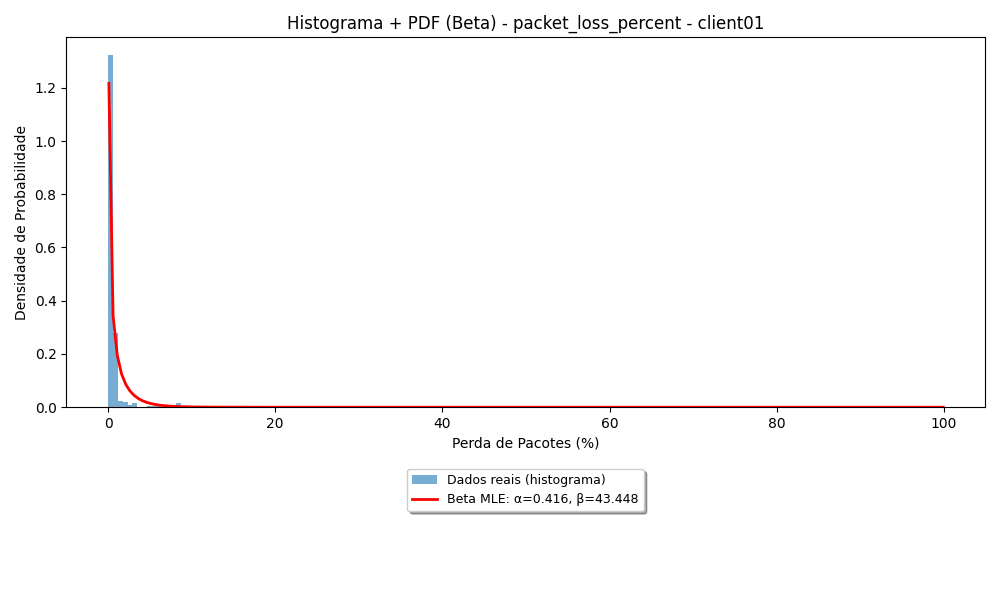 Histograma + PDF (Beta) - packet_loss_percent - client01
Densidade de Probabilidade
1.2
1.0
0.8
0.6
0.4
0.2
0.0
0
20
40
60
80
100
Perda de Pacotes (%)
Dados reais (histograma)
Beta MLE: α=0.416, β=43.448